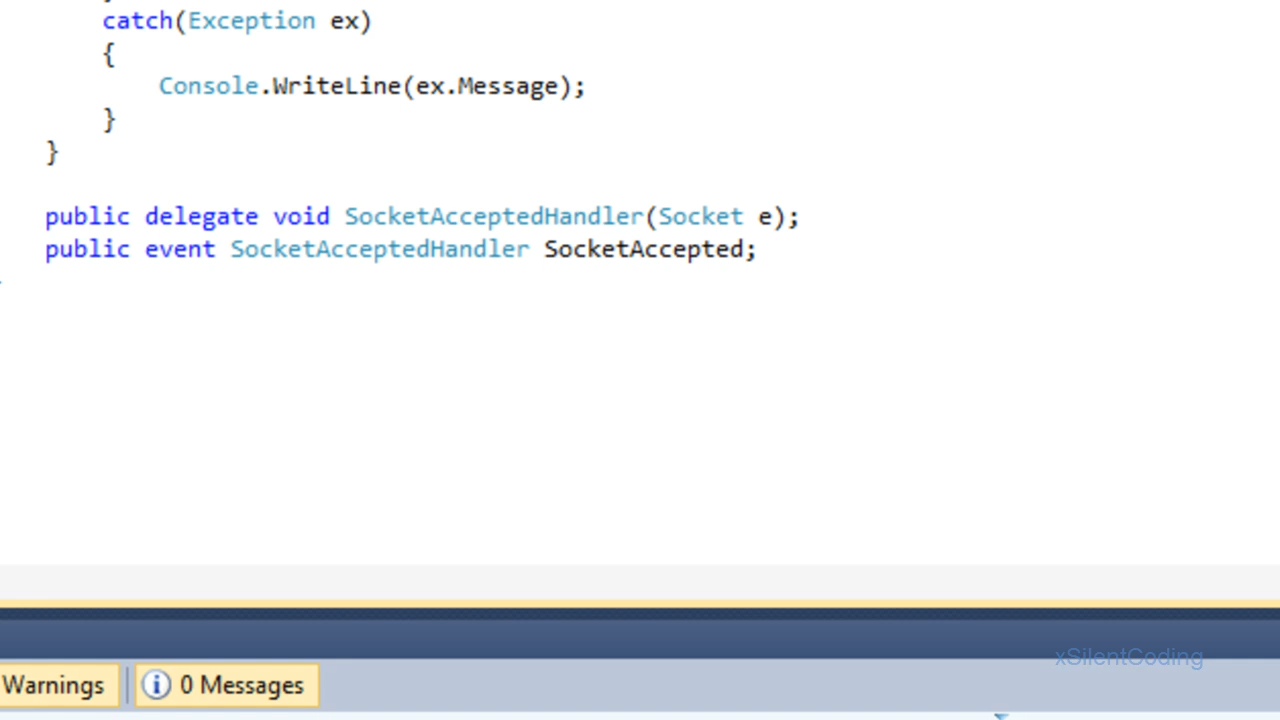 catch(Exception ex)
{
Console.WriteLine(ex.Message);
}
}
public delegate void SocketAcceptedHandler(Socket e);
public event SocketAcceptedHandler SocketAccepted;
xSilentCoding
Warnings
0 Messages